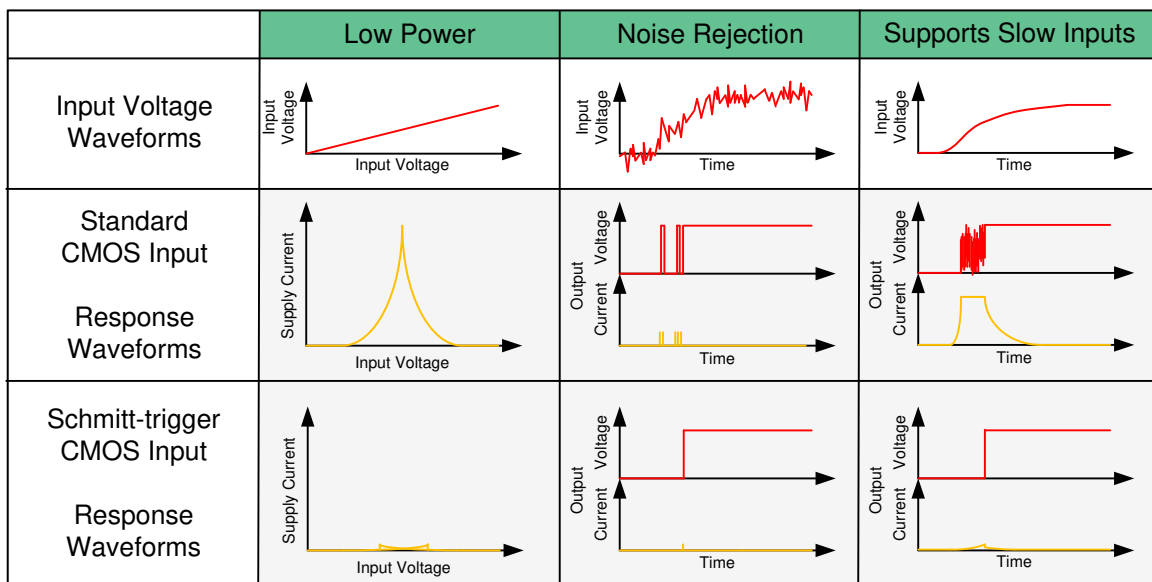 Low Power
Noise Rejection
Supports Slow Inputs
Input Voltage
Waveforms
Input
Voltage
Input Voltage
Input
Voltage
Time
Input
Voltage
Time
Standard
CMOS Input
Response
Waveforms
Supply Current
Input Voltage
Output
Voltage
Current
Time
Output
Voltage
Current
Time
Schmitt-trigger
CMOS Input
Response
Waveforms
Supply Current
Input Voltage
Output
Voltage
Current
Time
Output
Voltage
Current
Time